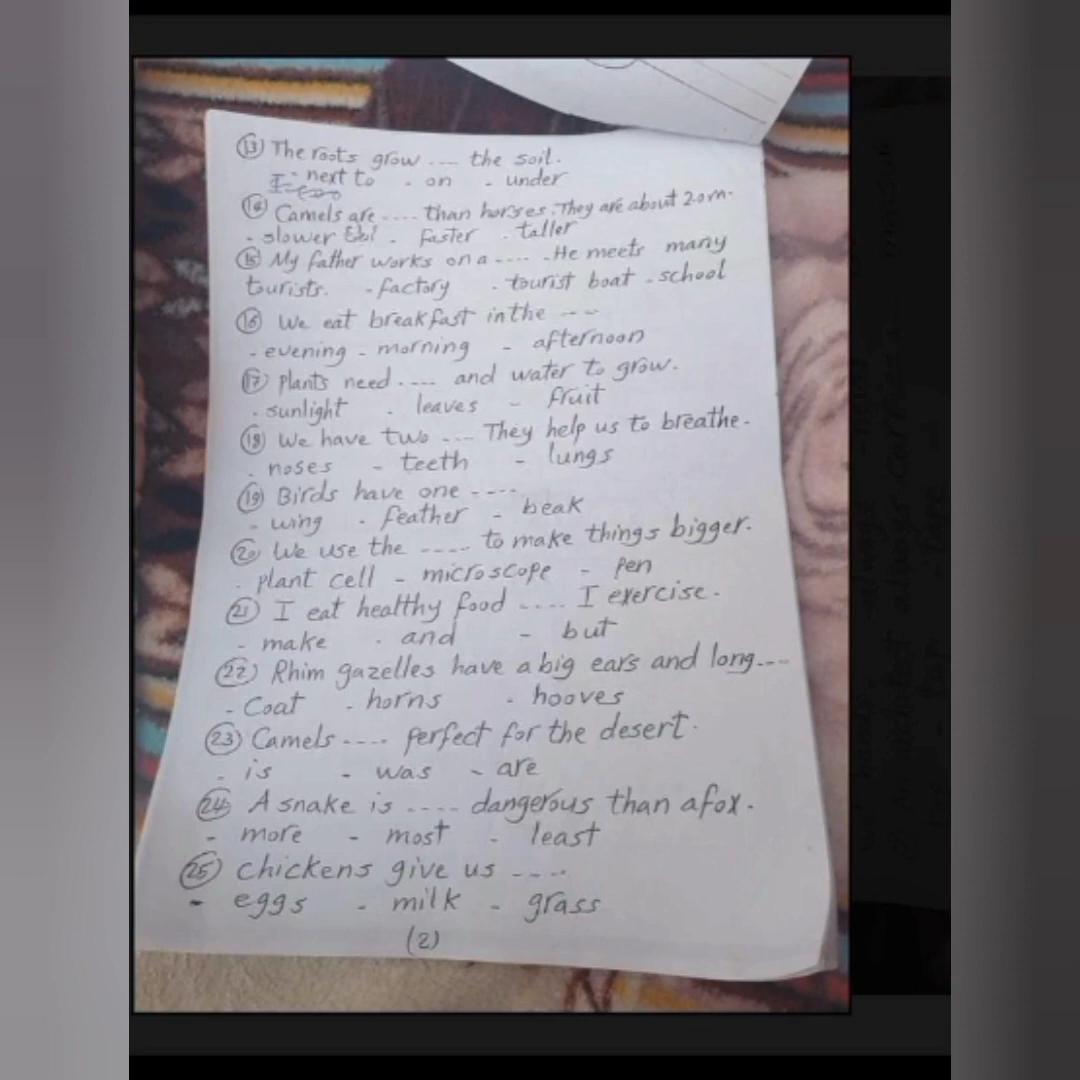 13 The roots grow .... the soil.
next to - on - under
14 Camels are .... than horses. They are about 2.0m.
- slower - faster - taller
15 My father works on a .... . He meets many
tourists. - factory - tourist boat - school
16 We eat breakfast in the ----
- evening - morning - afternoon
17 Plants need .... and water to grow.
- sunlight - leaves - fruit
18 We have two .... They help us to breathe.
- noses - teeth - lungs
19 Birds have one ----.
- wing - feather - beak
20 We use the .... to make things bigger.
- plant cell - microscope - pen
21 I eat healthy food .... I exercise.
- make - and - but
22 Rhim gazelles have a big ears and long....
- Coat - horns - hooves
23 Camels .... perfect for the desert.
- is - was - are
24 A snake is .... dangerous than a fox.
- more - most - least
25 chickens give us ----.
- eggs - milk - grass
(2)